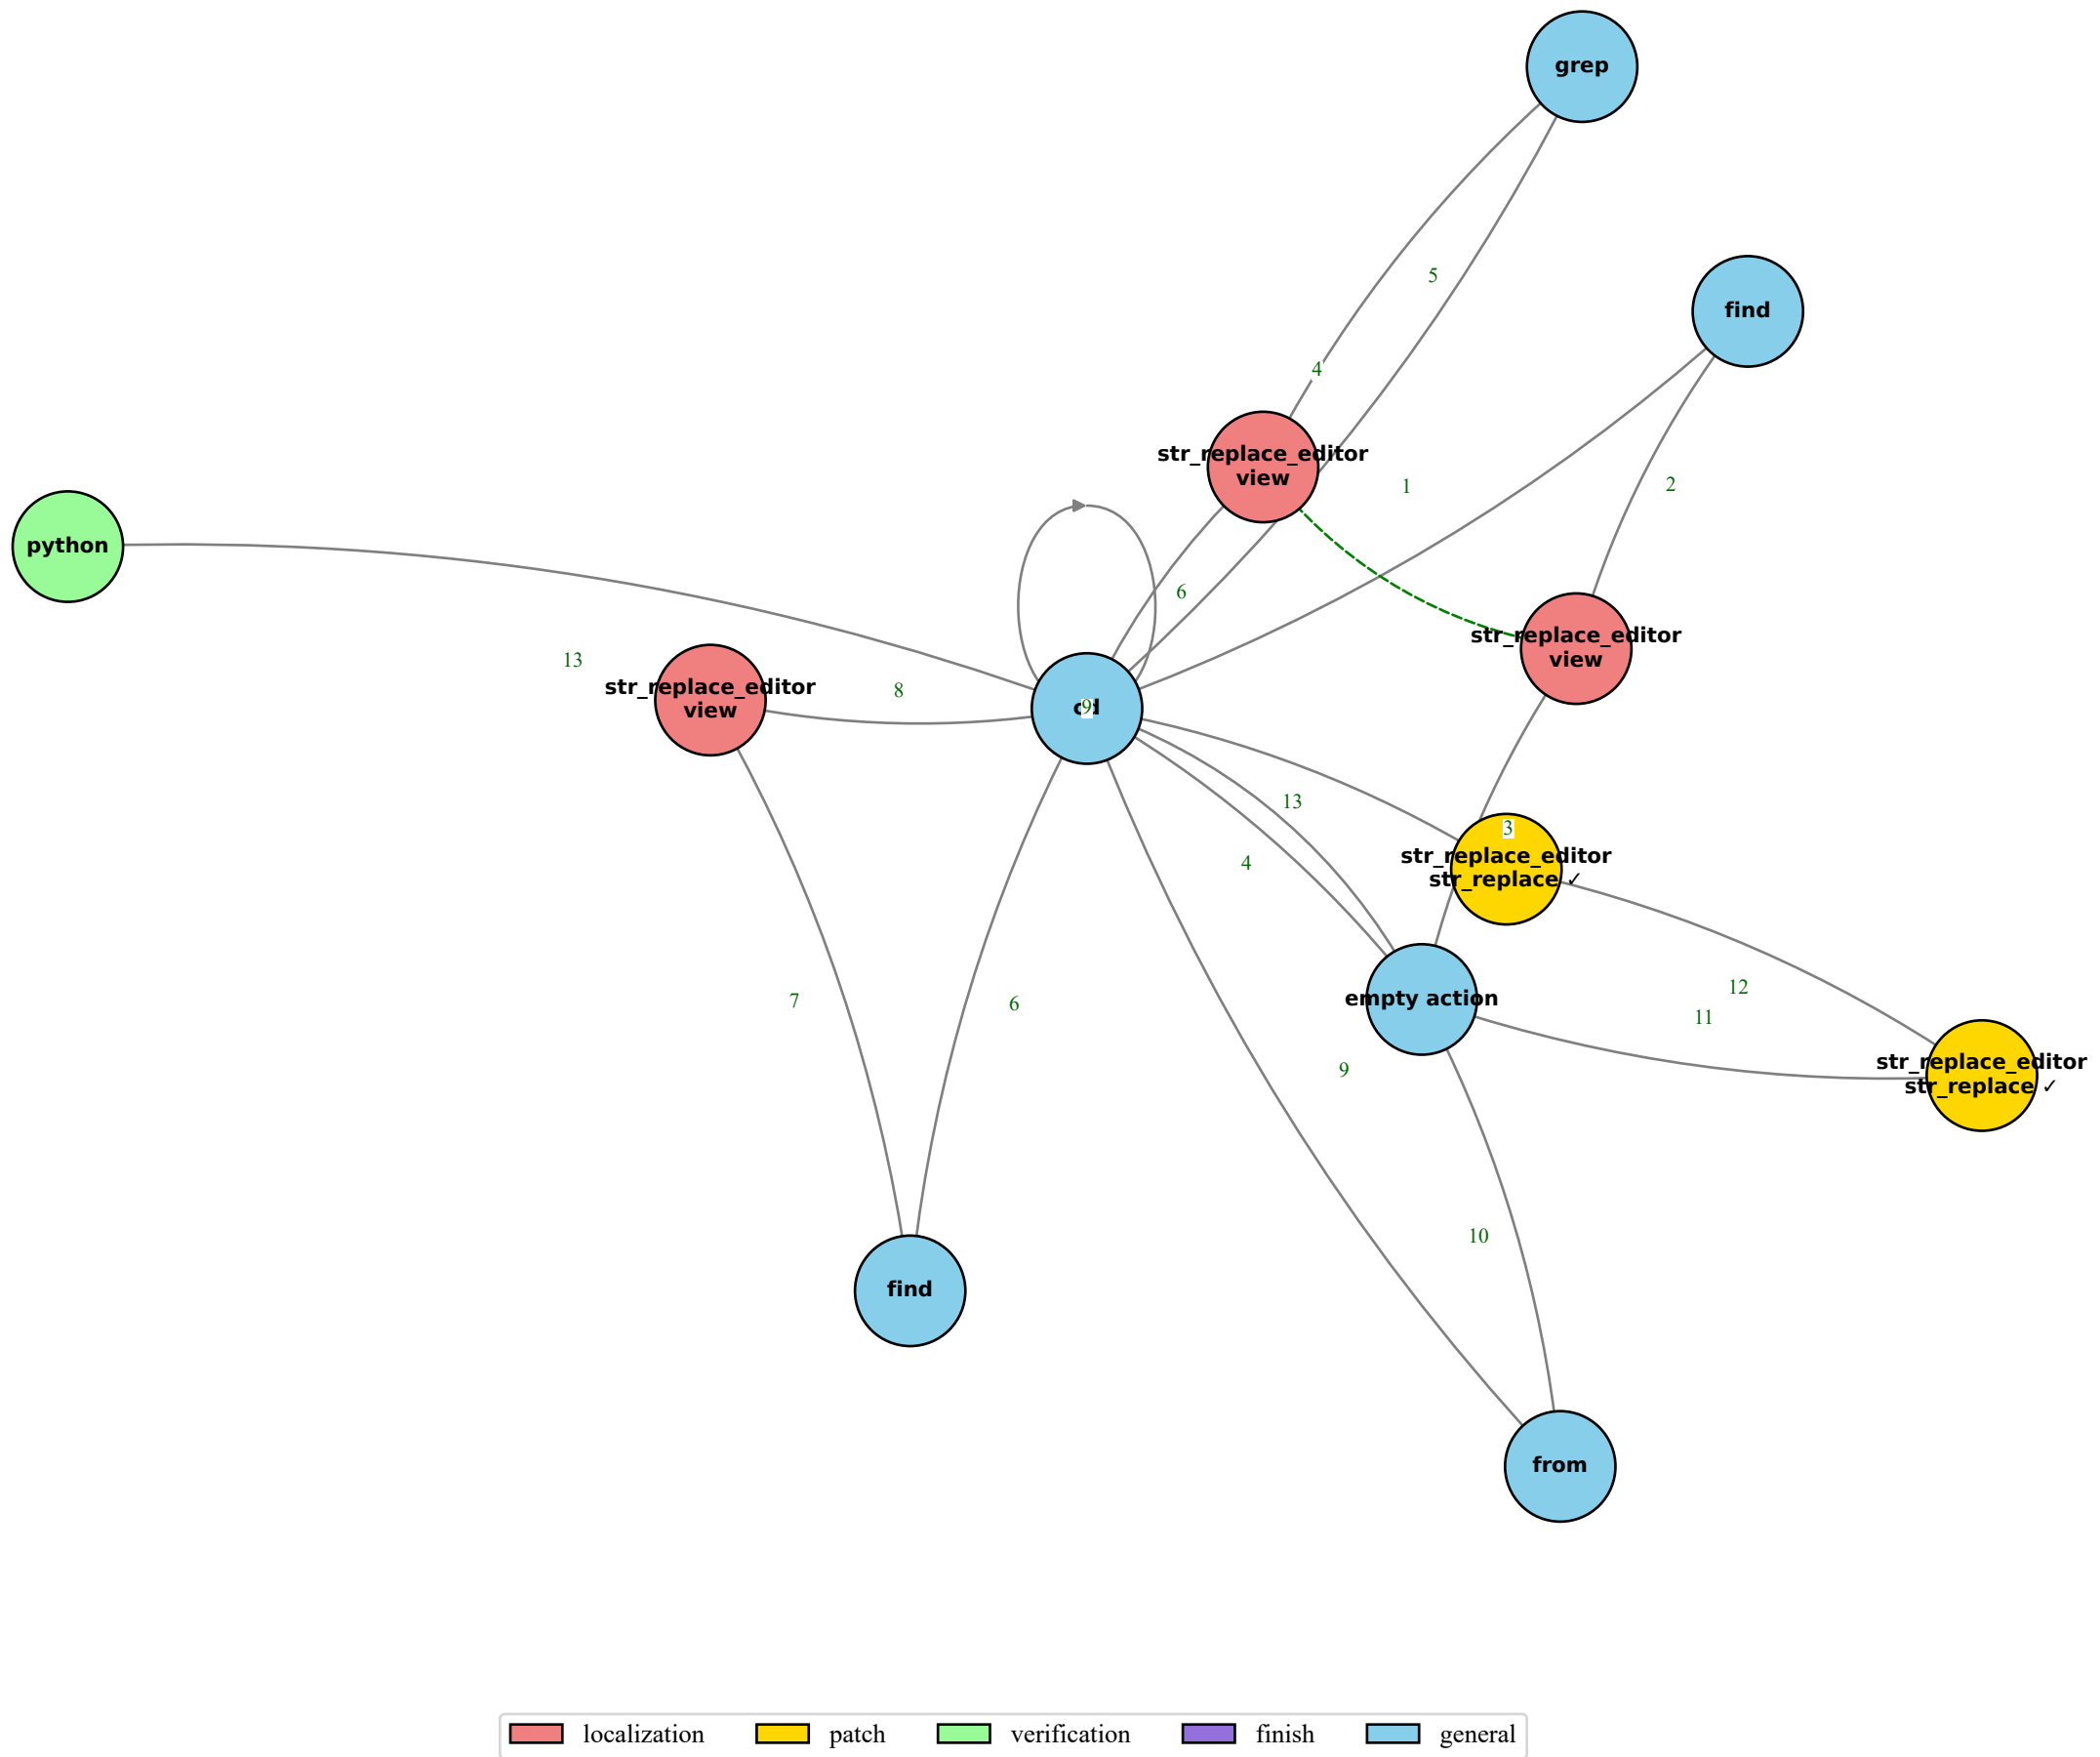 grep
5
find
4
str_replace_editor
view
1
2
python
6
str_replace_editor
view
13
str_replace_editor
view
8
cd
9
13
3
4
str_replace_editor
str_replace ✓
12
empty action
7
6
11
9
str_replace_editor
str_replace ✓
10
find
from
localization
patch
verification
finish
general